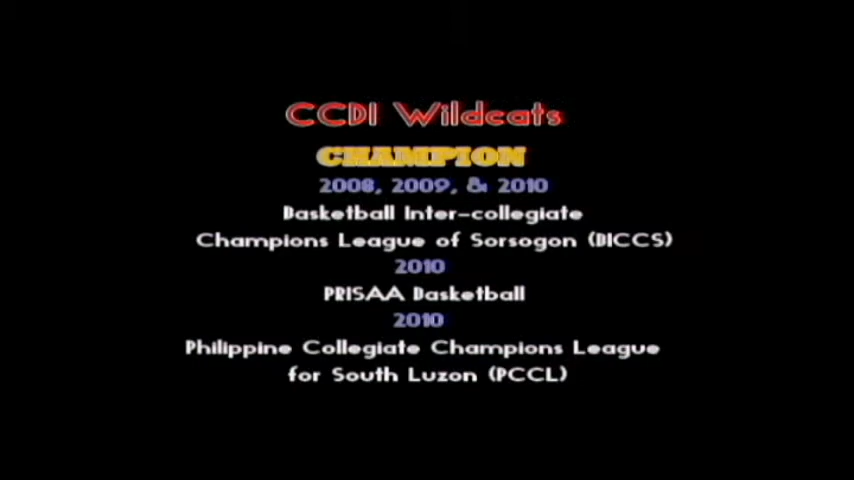 CCDI Wildcats
CHAMPION
2008, 2009, & 2010
Basketball Inter-collegiate
Champions League of Sorsogon (BICCS)
2010
PRISAA Basketball
2010
Philippine Collegiate Champions League
for South Luzon (PCCL)